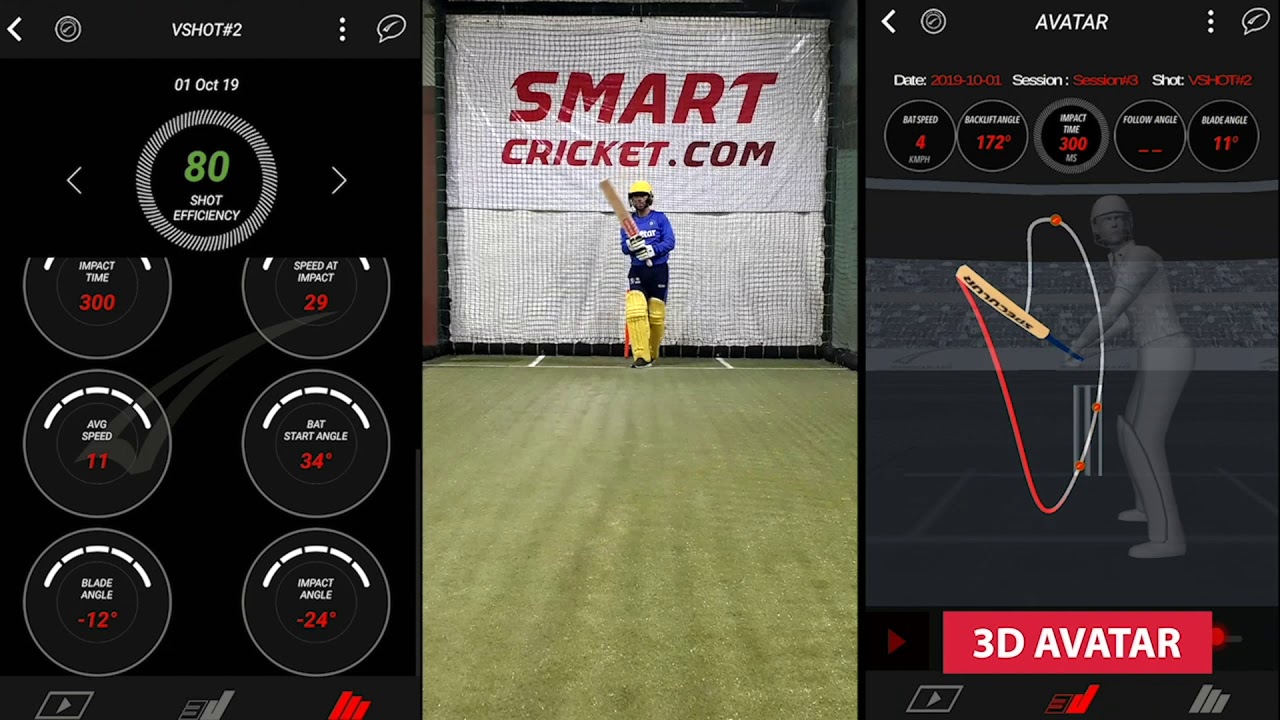 VSHOT#2
01 Oct 19
80
SHOT
EFFICIENCY
IMPACT
TIME
300
SPEED AT
IMPACT
29
AVG
SPEED
11
BAT
START ANGLE
34°
BLADE
ANGLE
-12°
IMPACT
ANGLE
-24°
SMART
CRICKET.COM
AVATAR
Date: 2019-10-01 Session : Session#3 Shot: VSHOT#2
BAT SPEED
4
KMPH
BACKLIFT ANGLE
172°
IMPACT
TIME
300
MS
FOLLOW ANGLE
_ _
BLADE ANGLE
11°
SPECULUR
3D AVATAR